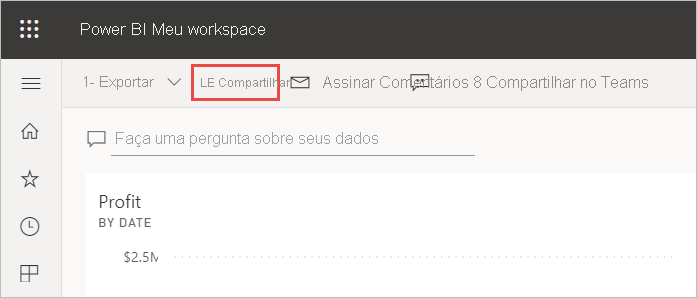 Power BI Meu workspace
1- Exportar LE Compartilhar Assinar Comentários 8 Compartilhar no Teams
Faça uma pergunta sobre seus dados
Profit
BY DATE
$2.5M